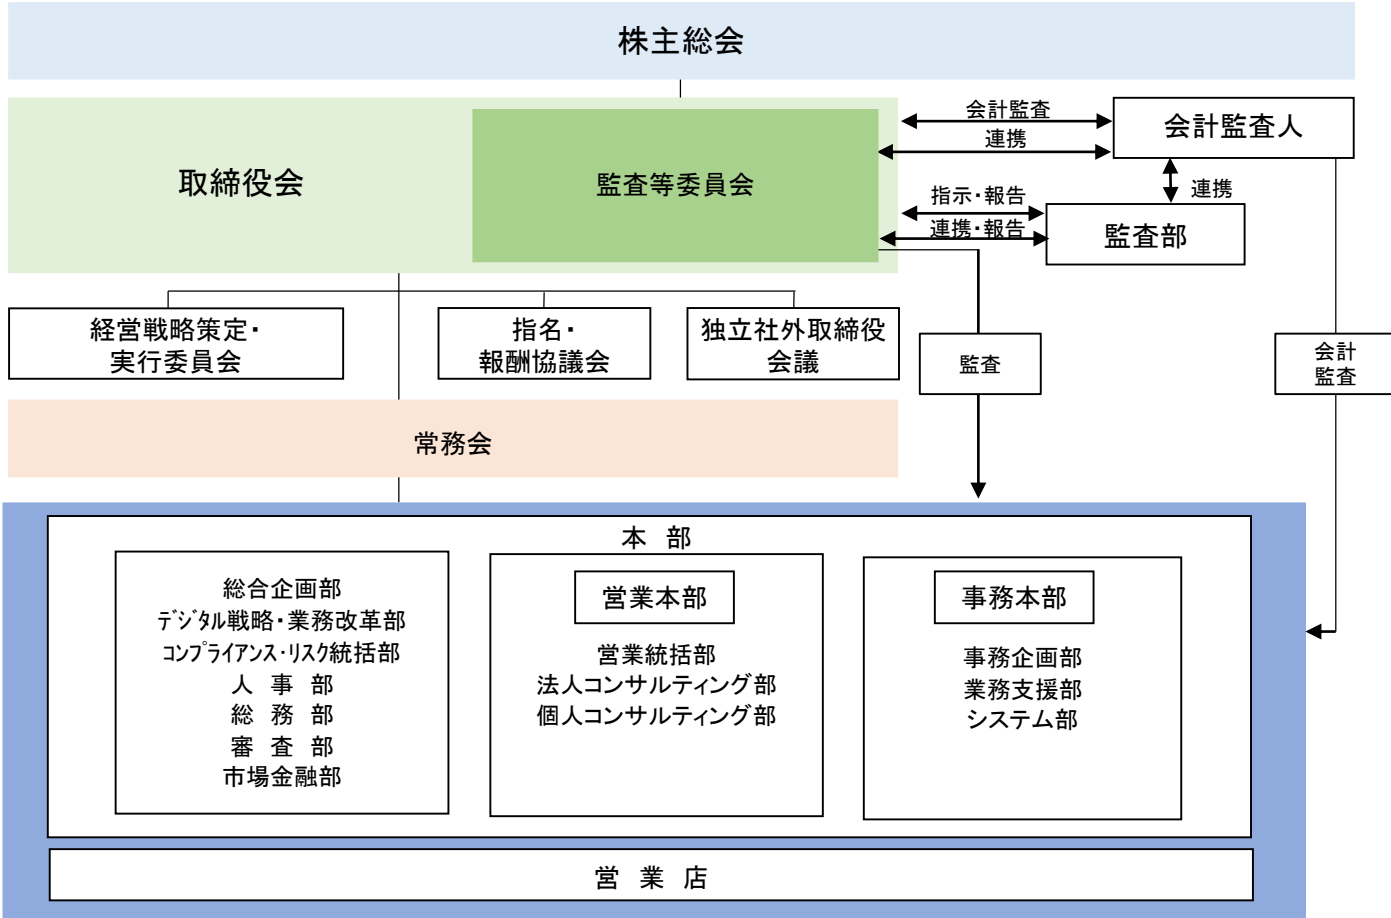 株主総会
取締役会
監査等委員会
会計監査
連携
会計監査人
連携
指示・報告
連携・報告
監査部
経営戦略策定・
実行委員会
指名・
報酬協議会
独立社外取締役
会議
監査
会計
監査
常務会
本 部
総合企画部
デジタル戦略・業務改革部
コンプライアンス・リスク統括部
人 事 部
総 務 部
審 査 部
市場金融部
営業本部
営業統括部
法人コンサルティング部
個人コンサルティング部
事務本部
事務企画部
業務支援部
システム部
営 業 店